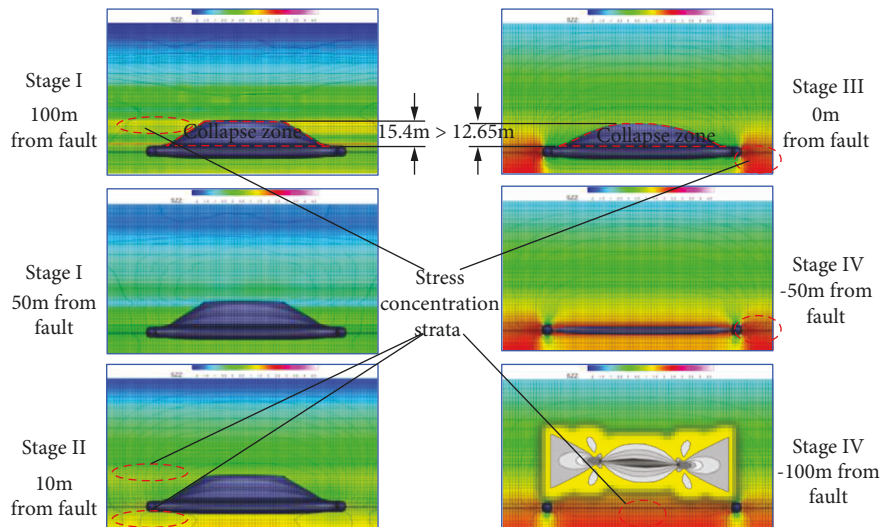 SZZ
Stage I
100m
from fault
Collapse zone
15.4m > 12.65m
SZZ
Collapse zone
Stage III
0m
from fault
SZZ
Stage I
50m from
fault
Stress
concentration
strata
SZZ
Stage IV
-50m from
fault
SZZ
Stage II
10m
from fault
SZZ
Stage IV
-100m from
fault